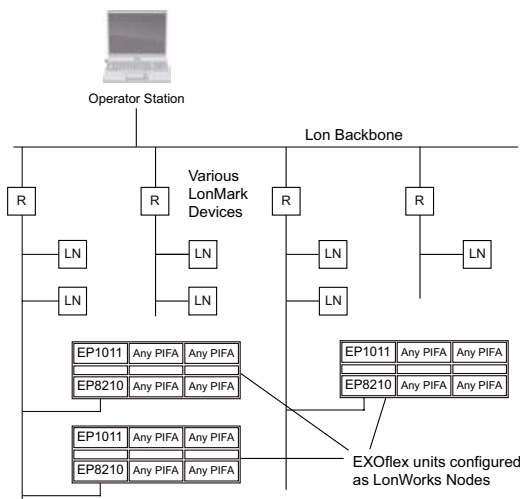 Operator Station
Lon Backbone
Various
LonMark
Devices
R
R
R
R
LN
LN
LN
LN
LN
LN
LN
EP1011 Any PIFA Any PIFA
EP8210 Any PIFA Any PIFA
EP1011 Any PIFA Any PIFA
EP8210 Any PIFA Any PIFA
EP1011 Any PIFA Any PIFA
EP8210 Any PIFA Any PIFA
EXOflex units configured
as LonWorks Nodes